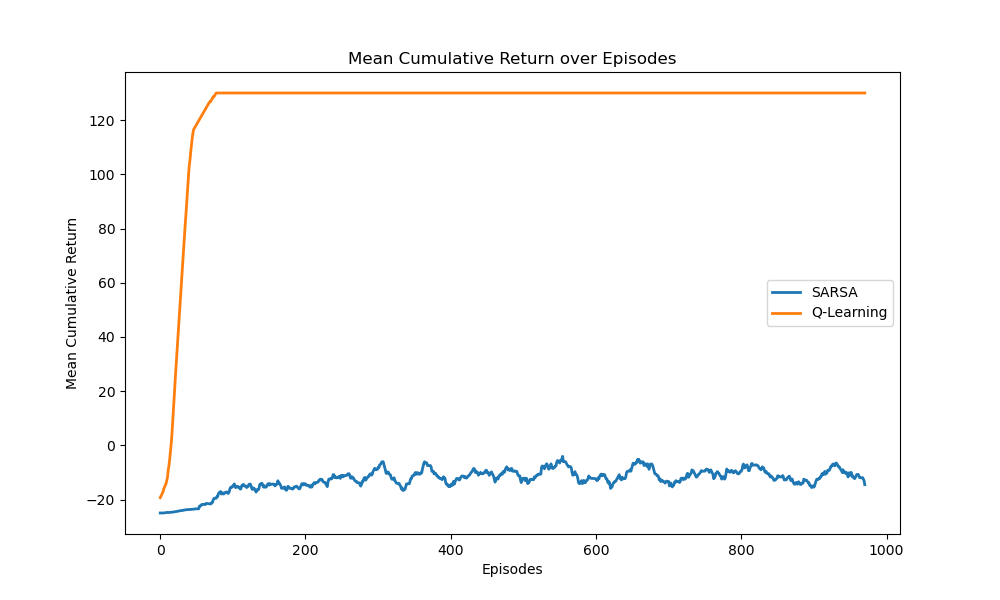 Mean Cumulative Return over Episodes
Mean Cumulative Return
120
100
80
60
40
20
0
−20
SARSA
Q-Learning
0 200 400 600 800 1000
Episodes